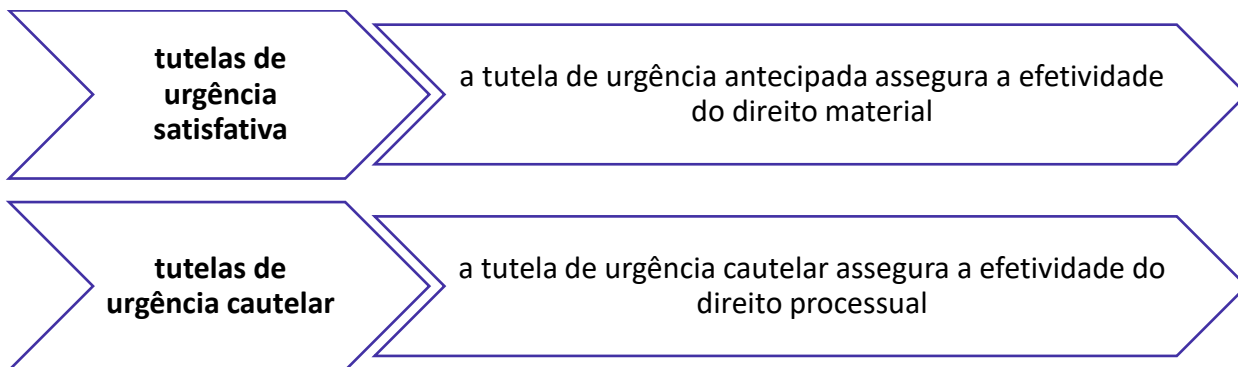 tutelas de
urgência
satisfativa
a tutela de urgência antecipada assegura a efetividade
do direito material
tutelas de
urgência cautelar
a tutela de urgência cautelar assegura a efetividade do
direito processual